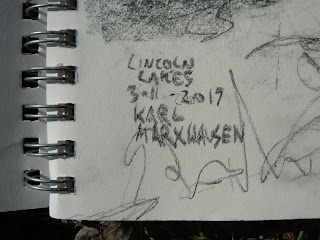 LINCOLN
LAKES
3-11-2019
KARL
MARXHAUSEN